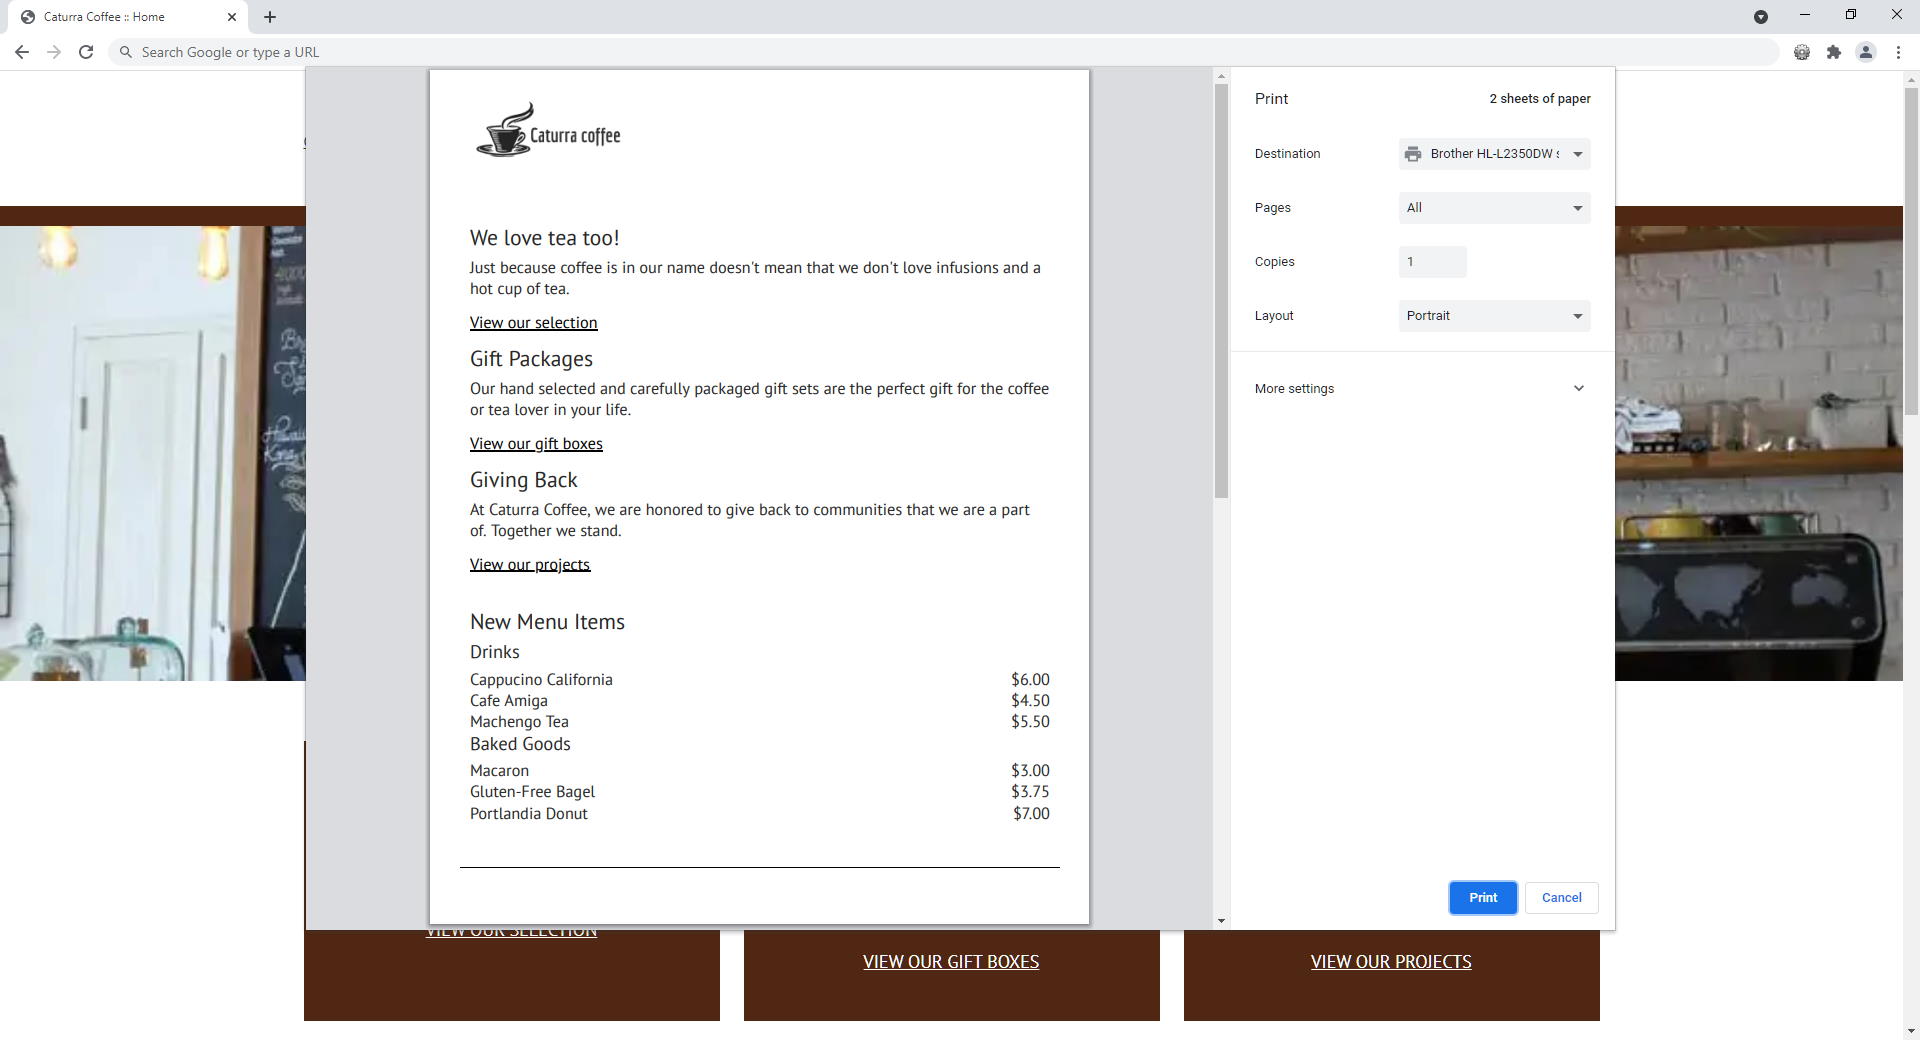 Caturra Coffee :: Home
Search Google or type a URL
Caturra coffee
We love tea too!
Just because coffee is in our name doesn't mean that we don't love infusions and a
hot cup of tea.
View our selection
Gift Packages
Our hand selected and carefully packaged gift sets are the perfect gift for the coffee
or tea lover in your life.
View our gift boxes
Giving Back
At Caturra Coffee, we are honored to give back to communities that we are a part
of. Together we stand.
View our projects
New Menu Items
Drinks
Cappucino California $6.00
Cafe Amiga $4.50
Machengo Tea $5.50
Baked Goods
Macaron $3.00
Gluten-Free Bagel $3.75
Portlandia Donut $7.00
Print 2 sheets of paper
Destination Brother HL-L2350DW s
Pages All
Copies 1
Layout Portrait
More settings
Print Cancel
VIEW OUR SELECTION
VIEW OUR GIFT BOXES
VIEW OUR PROJECTS